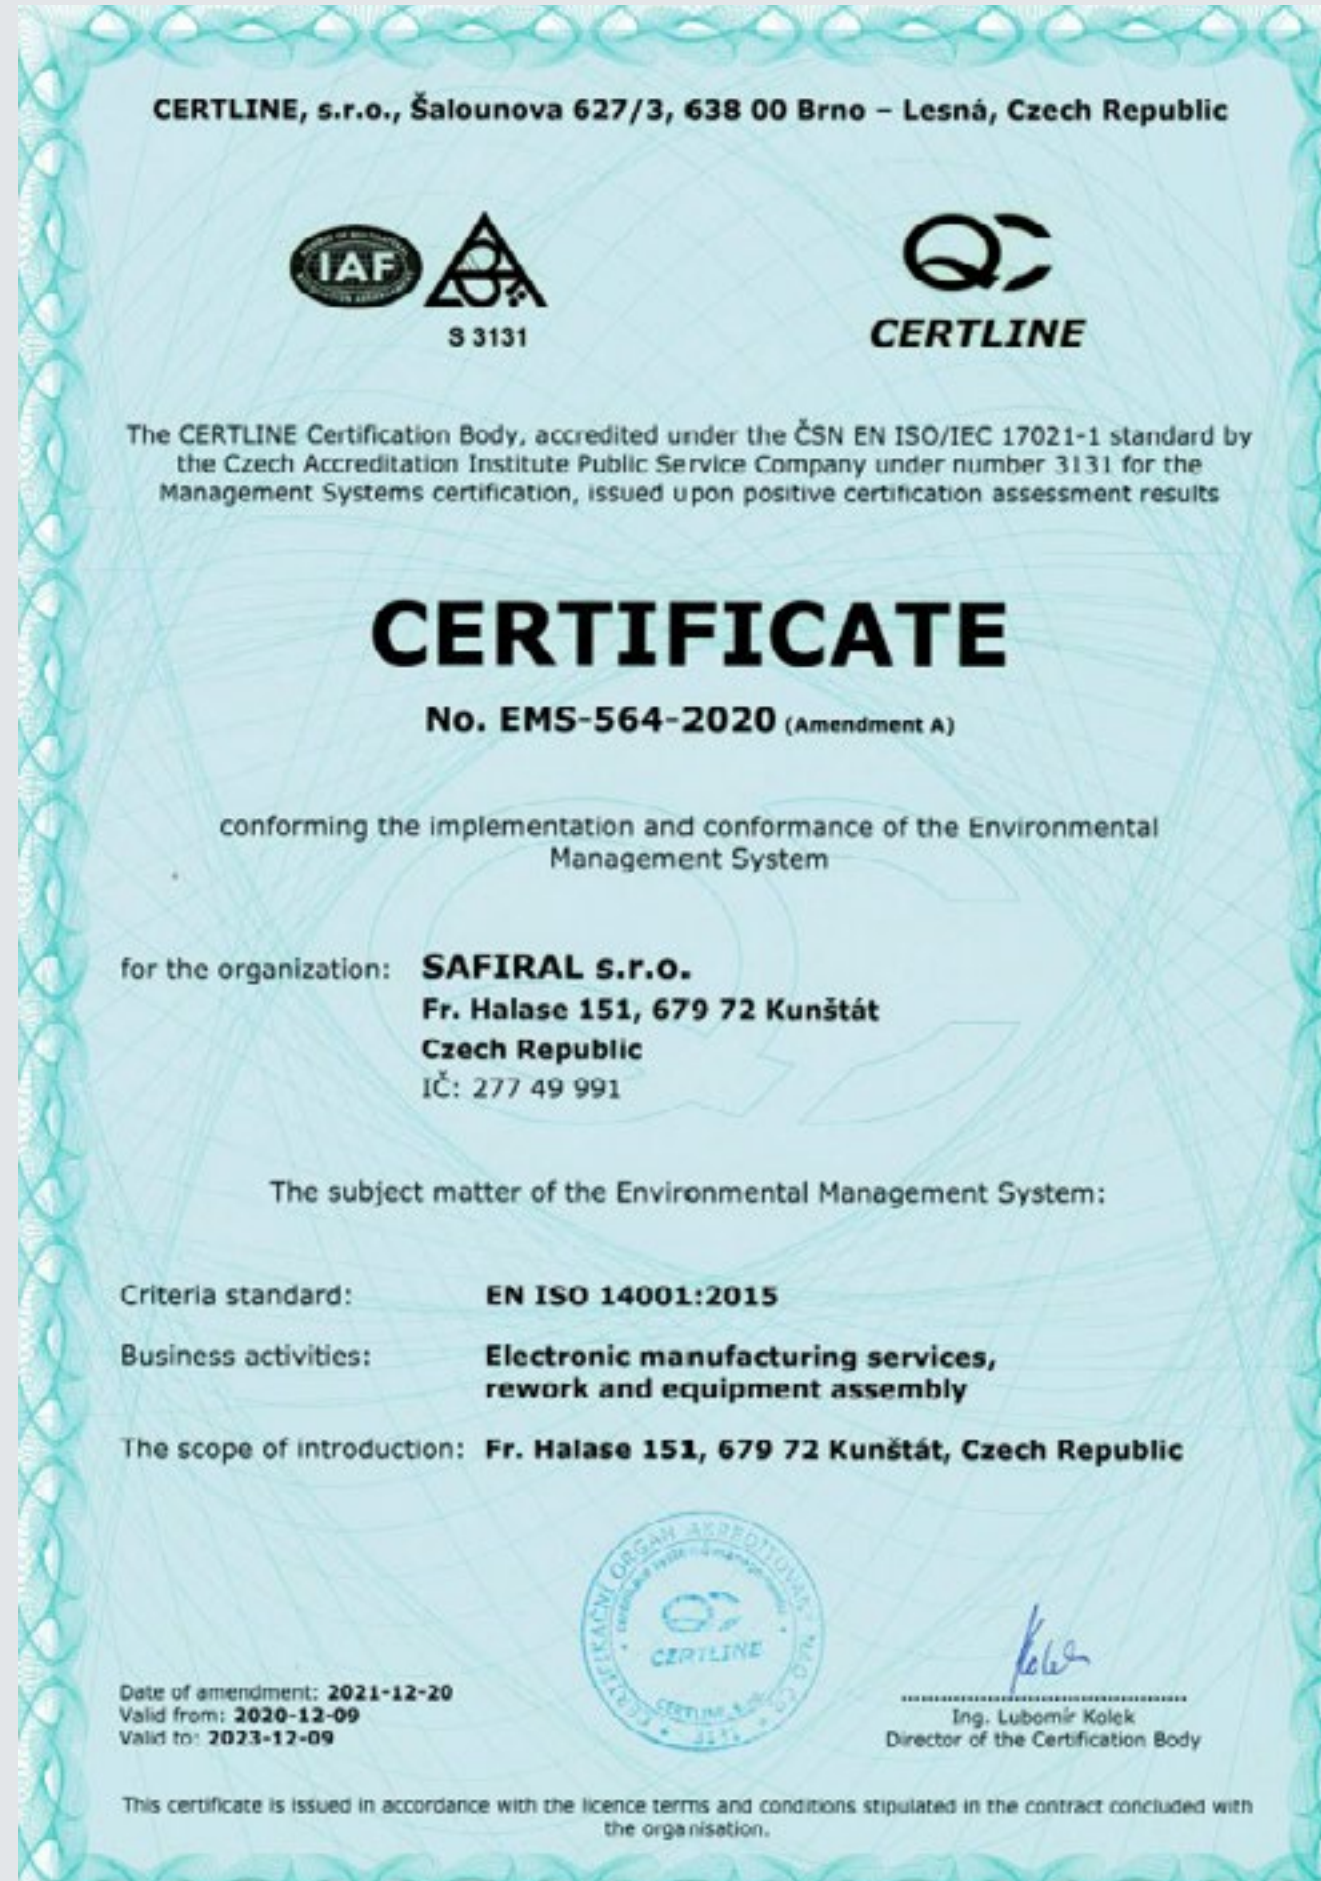 CERTLINE, s.r.o., Šalounova 627/3, 638 00 Brno – Lesná, Czech Republic
IAF
S 3131
QC
CERTLINE
The CERTLINE Certification Body, accredited under the ČSN EN ISO/IEC 17021-1 standard by
the Czech Accreditation Institute Public Service Company under number 3131 for the
Management Systems certification, issued upon positive certification assessment results
CERTIFICATE
No. EMS-564-2020 (Amendment A)
conforming the implementation and conformance of the Environmental
Management System
for the organization: SAFIRAL s.r.o.
Fr. Halase 151, 679 72 Kunštát
Czech Republic
IČ: 277 49 991
The subject matter of the Environmental Management System:
Criteria standard: EN ISO 14001:2015
Business activities: Electronic manufacturing services,
rework and equipment assembly
The scope of introduction: Fr. Halase 151, 679 72 Kunštát, Czech Republic
CERTIFIKAČNÍ ORGÁN
QC
CERTLINE
Date of amendment: 2021-12-20
Valid from: 2020-12-09
Valid to: 2023-12-09
Ing. Lubomír Kolek
Director of the Certification Body
This certificate is issued in accordance with the licence terms and conditions stipulated in the contract concluded with
the organisation.